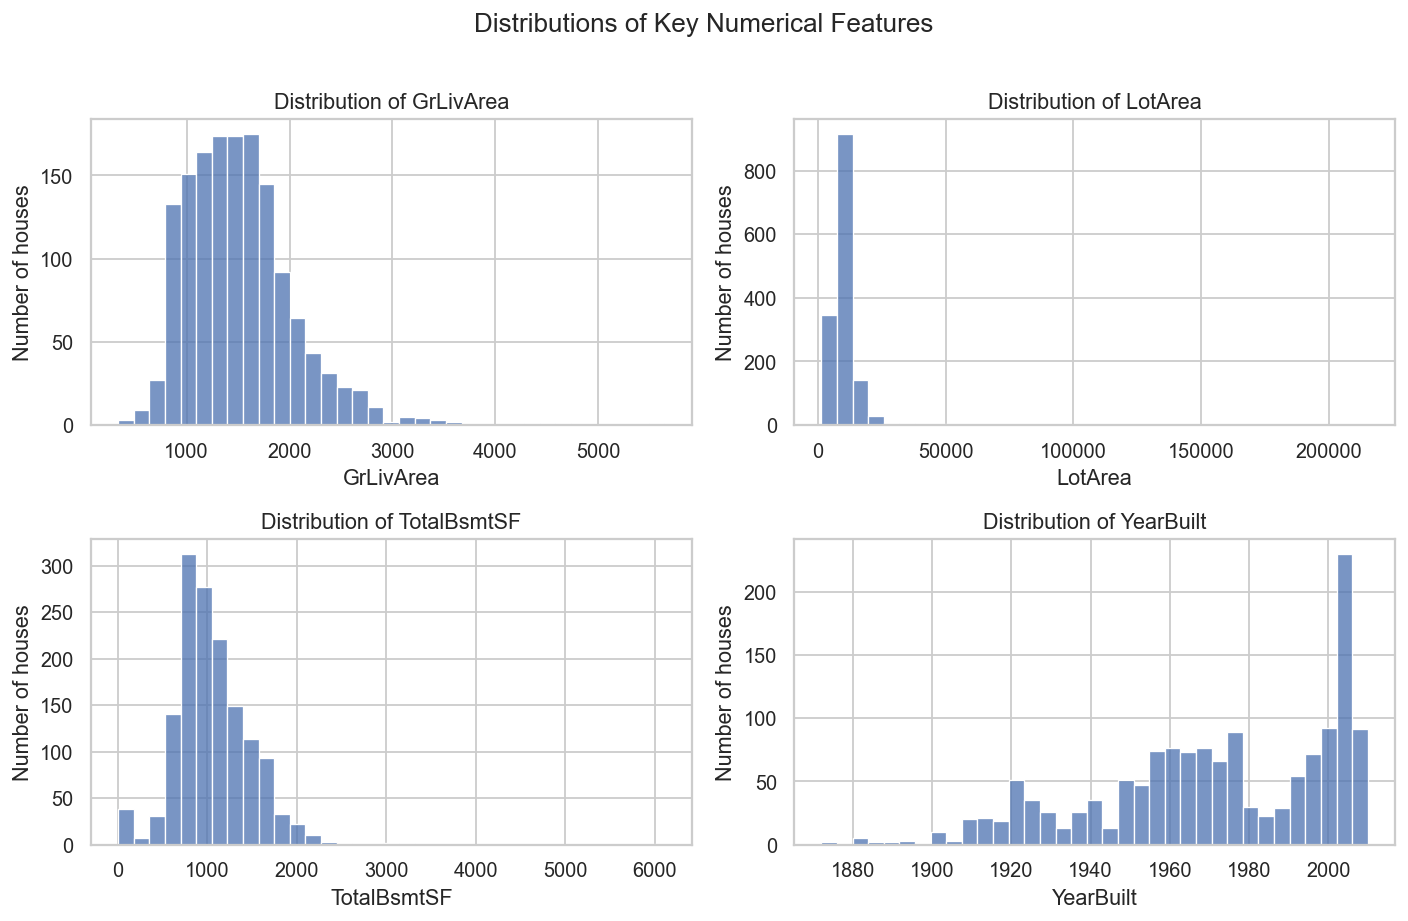 Distributions of Key Numerical Features
Distribution of GrLivArea
Number of houses
150
100
50
0
1000 2000 3000 4000 5000
GrLivArea
Distribution of LotArea
Number of houses
800
600
400
200
0
0 50000 100000 150000 200000
LotArea
Distribution of TotalBsmtSF
Number of houses
300
250
200
150
100
50
0
0 1000 2000 3000 4000 5000 6000
TotalBsmtSF
Distribution of YearBuilt
Number of houses
200
150
100
50
0
1880 1900 1920 1940 1960 1980 2000
YearBuilt